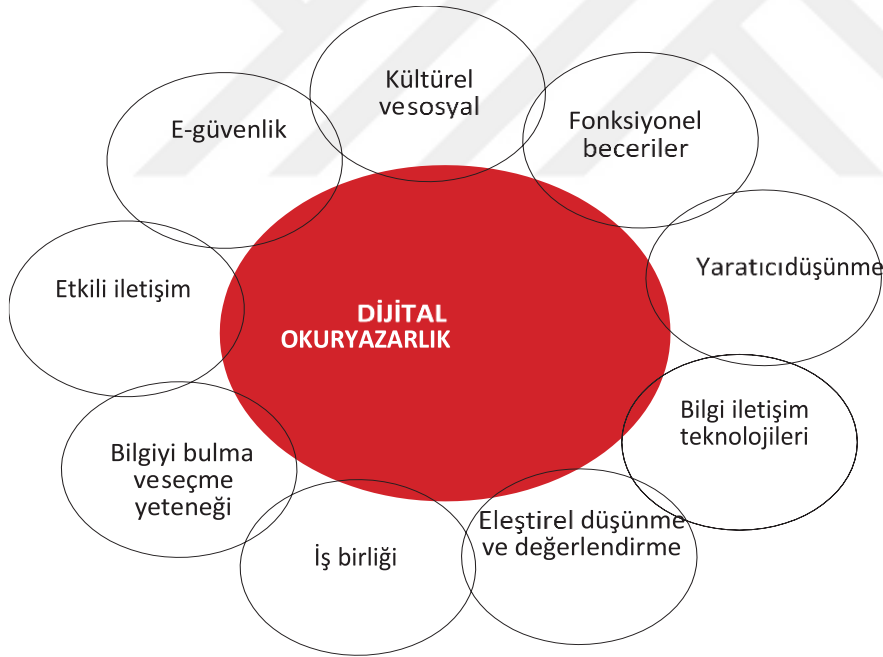 Kültürel
vesosyal
Fonksiyonel
beceriler
E-güvenlik
Yaratıcıdüşünme
Etkili iletişim
DİJİTAL
OKURYAZARLIK
Bilgi iletişim
teknolojileri
Bilgiyi bulma
veseçme
yeteneği
Eleştirel düşünme
ve değerlendirme
İş birliği